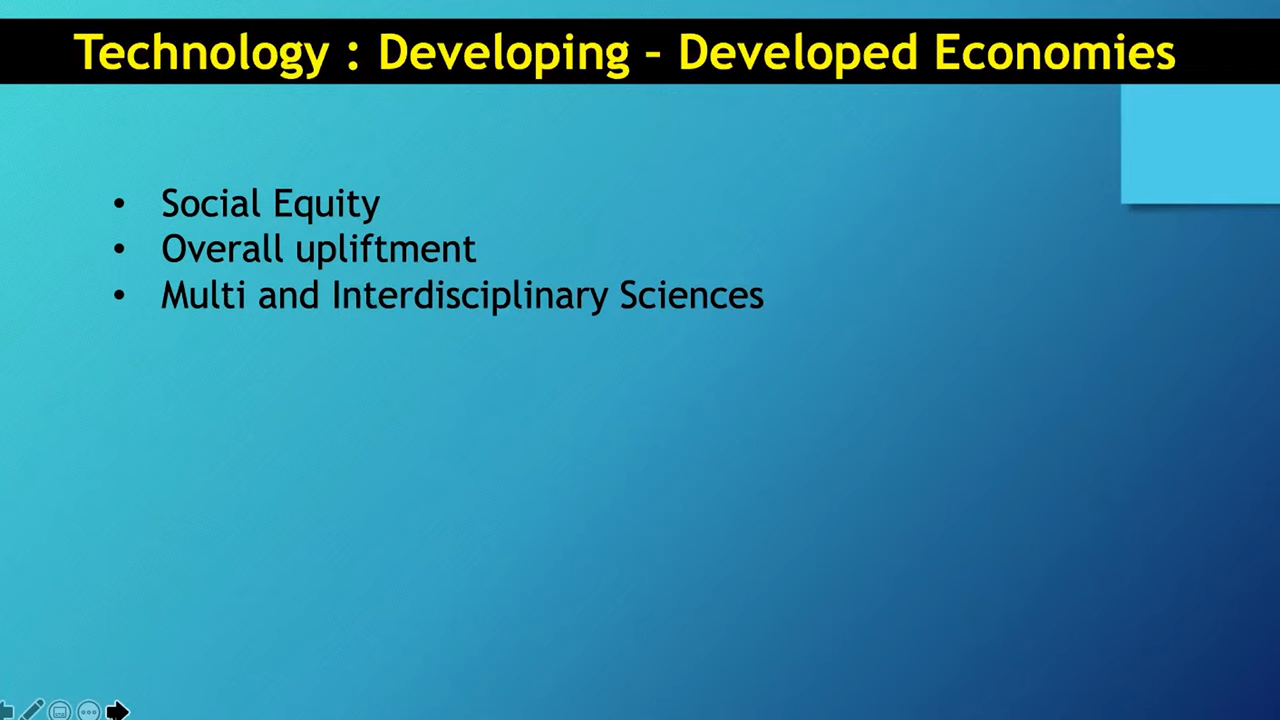 Technology : Developing – Developed Economies
• Social Equity
• Overall upliftment
• Multi and Interdisciplinary Sciences